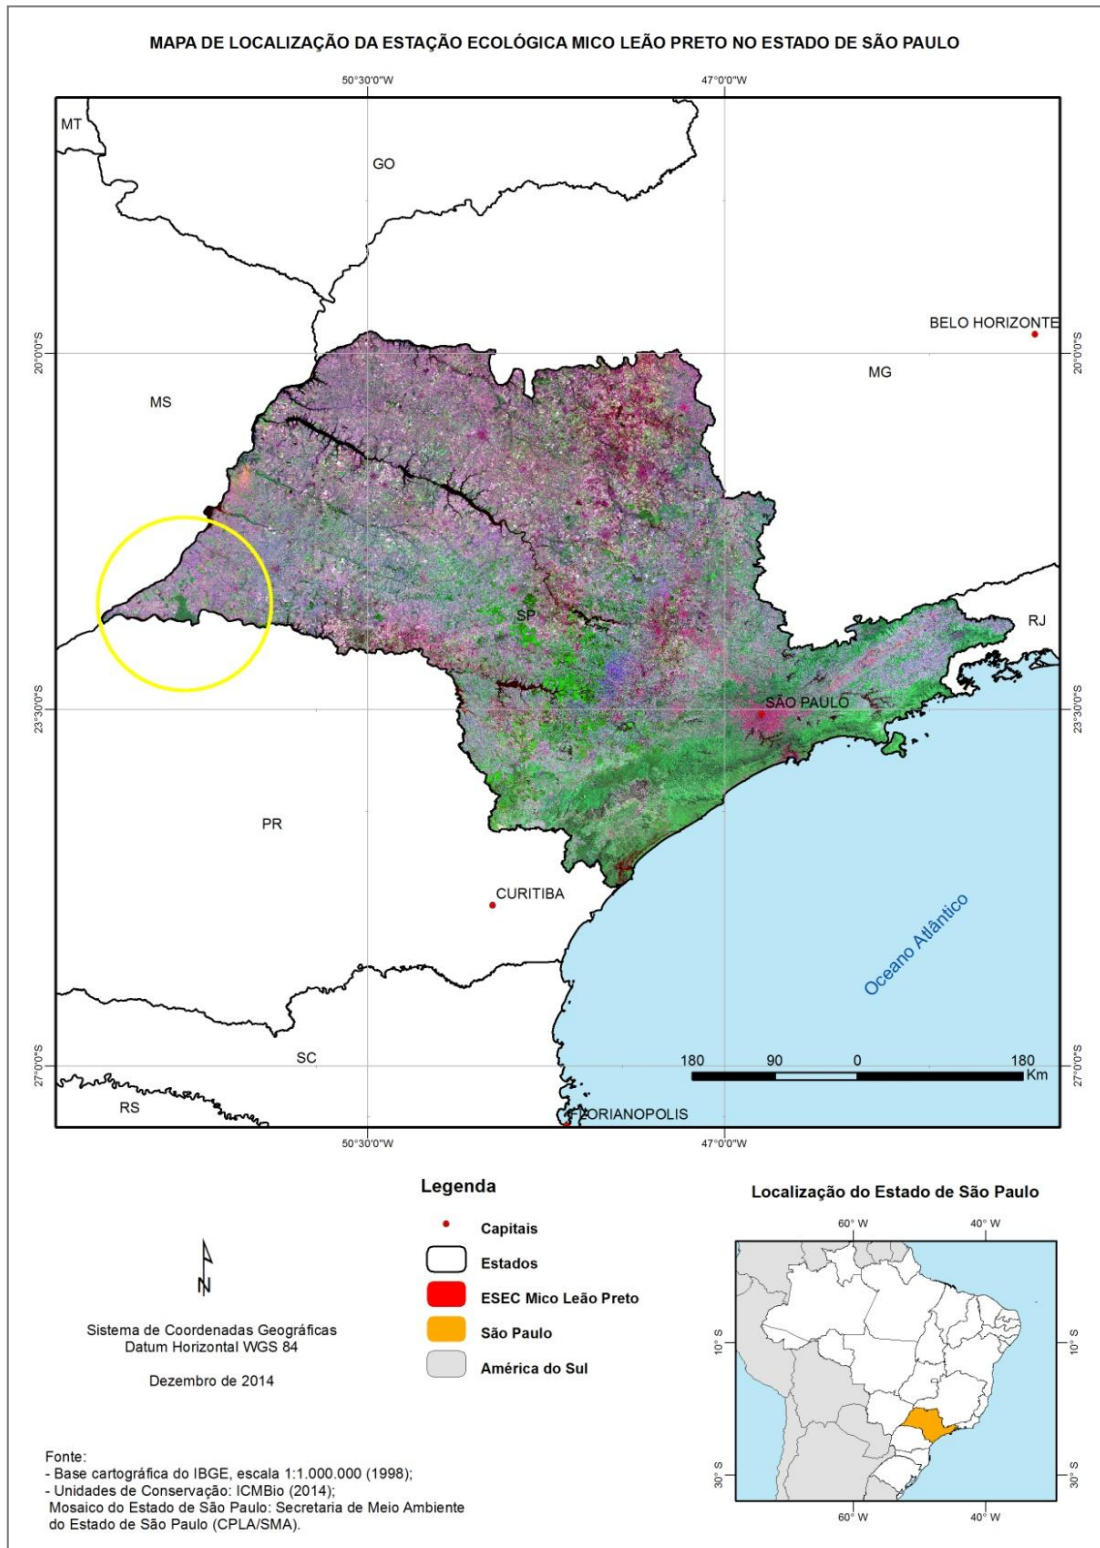 MAPA DE LOCALIZAÇÃO DA ESTAÇÃO ECOLÓGICA MICO LEÃO PRETO NO ESTADO DE SÃO PAULO
50°30'0"W
47°0'0"W
MT
GO
BELO HORIZONTE
20°0'0"S
20°0'0"S
MG
MS
SP
RJ
SÃO PAULO
23°30'0"S
23°30'0"S
PR
CURITIBA
Oceano Atlântico
SC
180
90
0
180
Km
27°0'0"S
27°0'0"S
RS
FLORIANOPOLIS
50°30'0"W
47°0'0"W
Legenda
Capitais
Estados
ESEC Mico Leão Preto
São Paulo
América do Sul
N
Sistema de Coordenadas Geográficas
Datum Horizontal WGS 84
Dezembro de 2014
Localização do Estado de São Paulo
60° W
40° W
10° S
10° S
30° S
30° S
60° W
40° W
Fonte:
- Base cartográfica do IBGE, escala 1:1.000.000 (1998);
- Unidades de Conservação: ICMBio (2014);
Mosaico do Estado de São Paulo: Secretaria de Meio Ambiente
do Estado de São Paulo (CPLA/SMA).